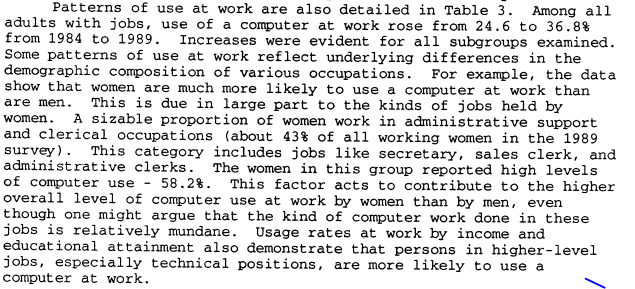 Patterns of use at work are also detailed in Table 3. Among all
adults with jobs, use of a computer at work rose from 24.6 to 36.8%
from 1984 to 1989. Increases were evident for all subgroups examined.
Some patterns of use at work reflect underlying differences in the
demographic composition of various occupations. For example, the data
show that women are much more likely to use a computer at work than
are men. This is due in large part to the kinds of jobs held by
women. A sizable proportion of women work in administrative support
and clerical occupations (about 43% of all working women in the 1989
survey). This category includes jobs like secretary, sales clerk, and
administrative clerks. The women in this group reported high levels
of computer use - 58.2%. This factor acts to contribute to the higher
overall level of computer use at work by women than by men, even
though one might argue that the kind of computer work done in these
jobs is relatively mundane. Usage rates at work by income and
educational attainment also demonstrate that persons in higher-level
jobs, especially technical positions, are more likely to use a
computer at work.